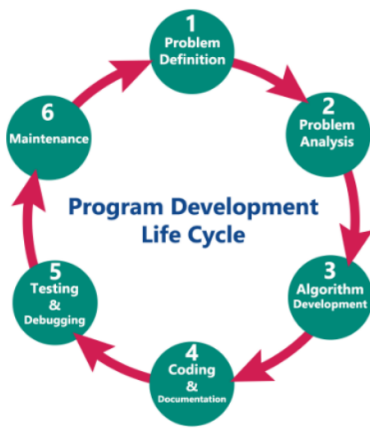 1
Problem
Definition
2
Problem
Analysis
3
Algorithm
Development
4
Coding
&
Documentation
5
Testing
&
Debugging
6
Maintenance
Program Development
Life Cycle